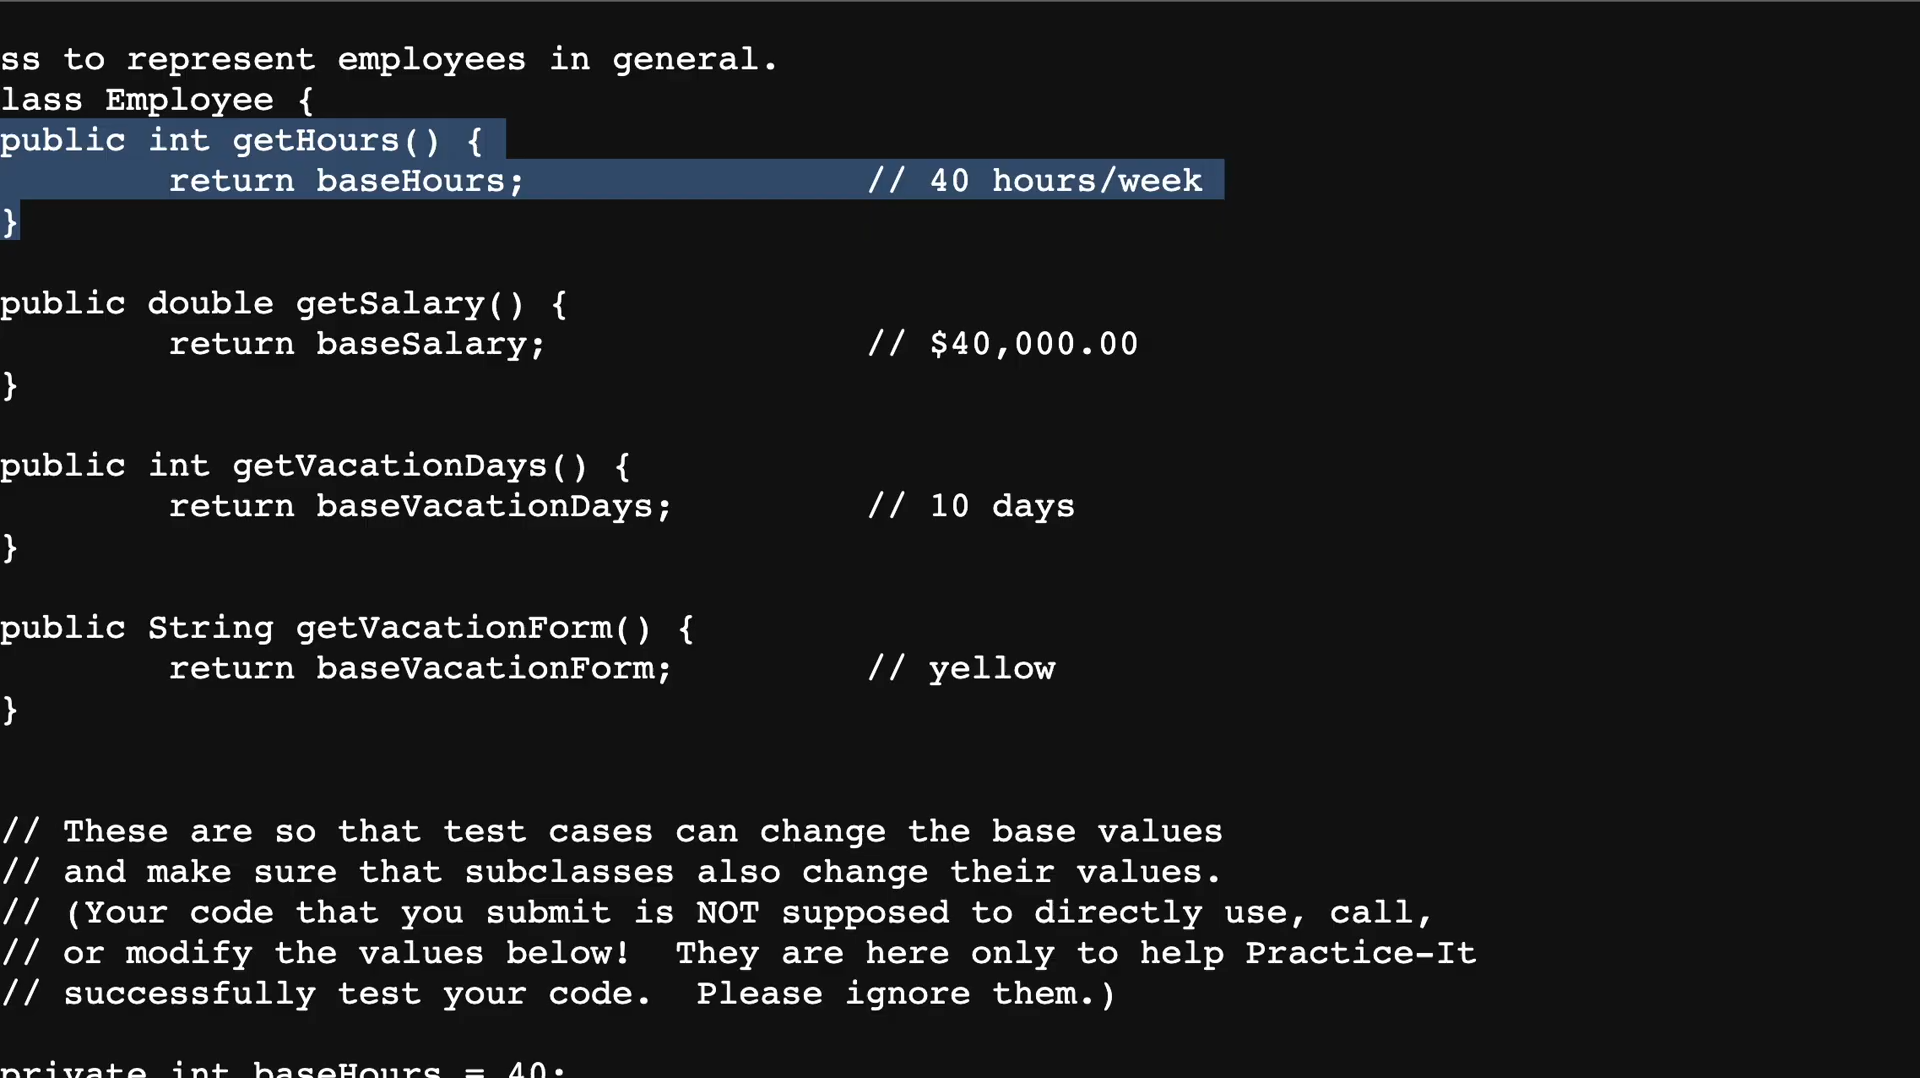 ss to represent employees in general.
lass Employee {
public int getHours() {
return baseHours; // 40 hours/week
}
public double getSalary() {
return baseSalary; // $40,000.00
}
public int getVacationDays() {
return baseVacationDays; // 10 days
}
public String getVacationForm() {
return baseVacationForm; // yellow
}
// These are so that test cases can change the base values
// and make sure that subclasses also change their values.
// (Your code that you submit is NOT supposed to directly use, call,
// or modify the values below!  They are here only to help Practice-It
// successfully test your code.  Please ignore them.)
private int baseHours = 40;